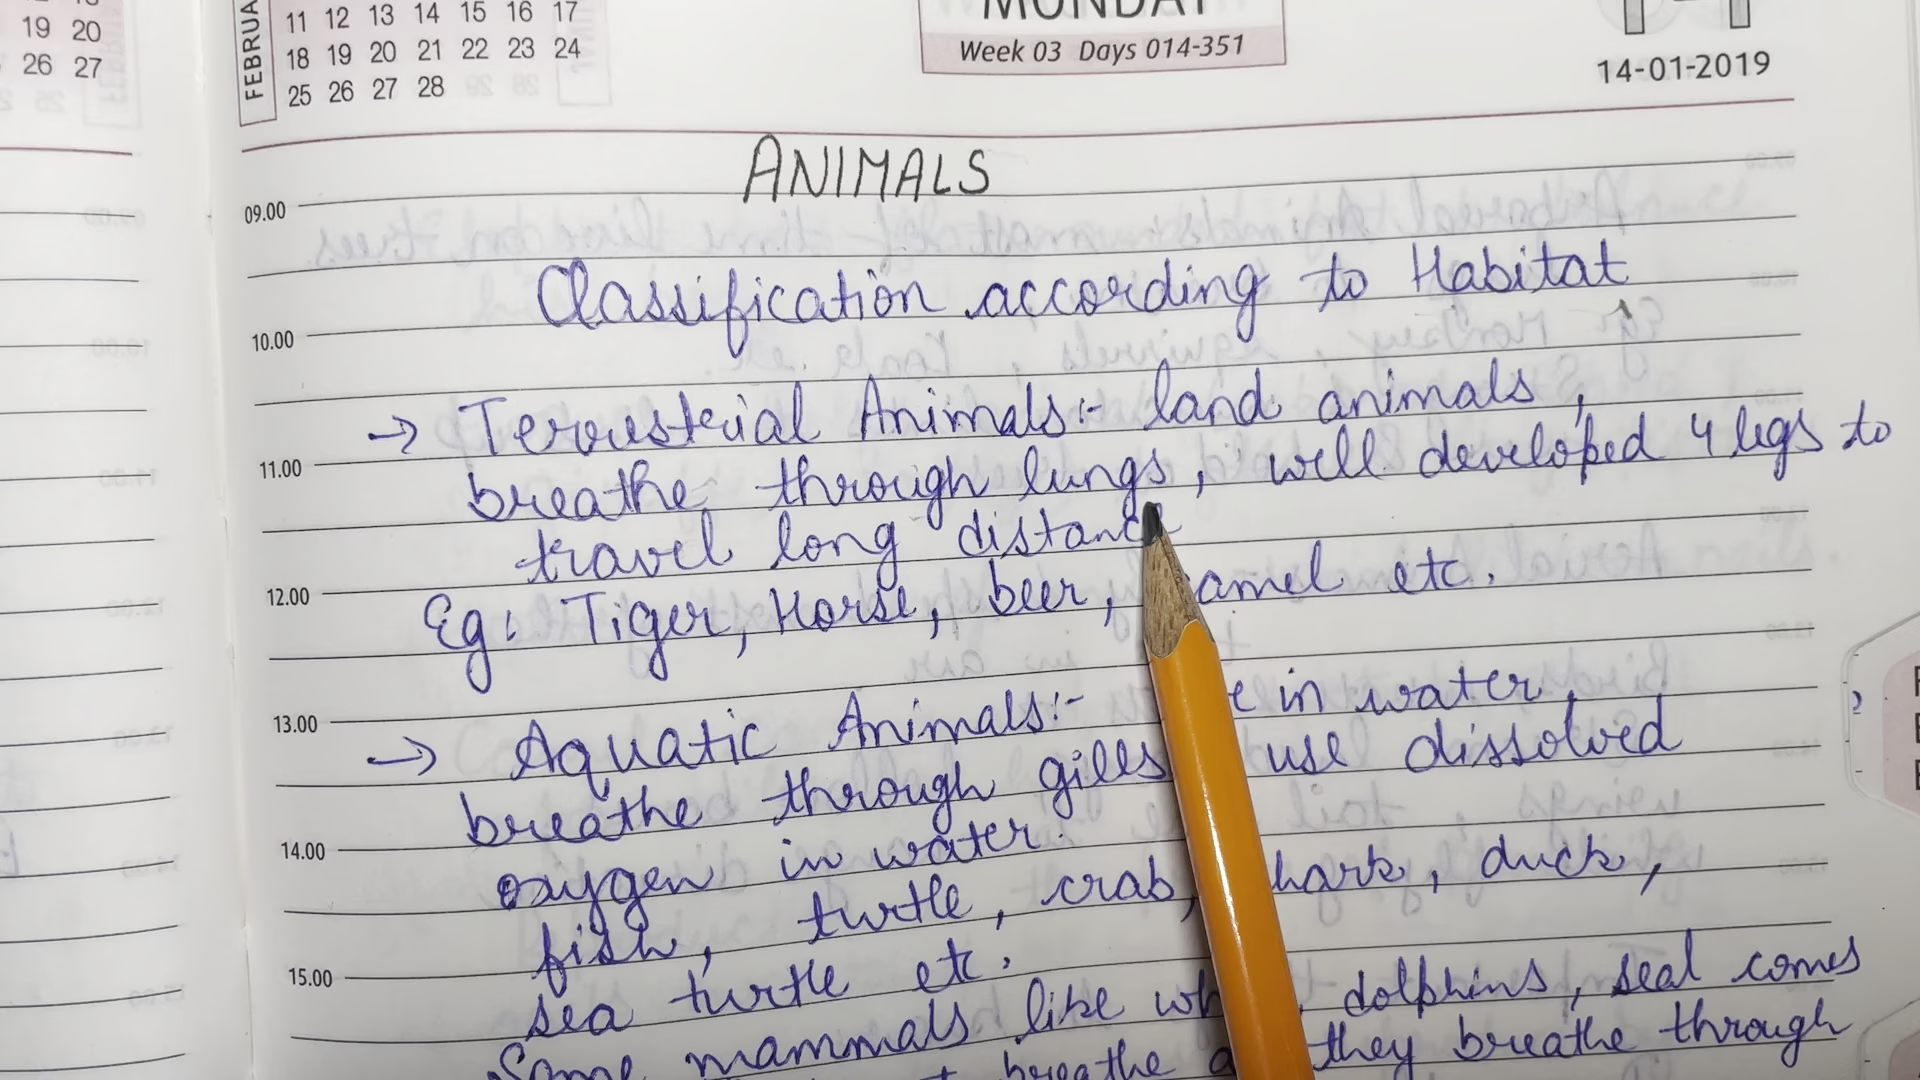 19 20
26 27
FEBRUA
11 12 13 14 15 16 17
18 19 20 21 22 23 24
25 26 27 28
MONDAY
Week 03 Days 014-351
14-01-2019
ANIMALS
09.00
Classification according to Habitat
10.00
→ Terrusterial Animals:- land animals,
11.00
breathe through lungs, well developed 4 legs to
travel long distance
12.00
Eg: Tiger, Horse, beer, amel etc.
13.00
→ Aquatic Animals:- e in water,
breathe through gills use dissolved
14.00
oxygen in water.
fish, turtle, crab, hark, duck,
15.00
sea turtle etc.
Some mammals like wh dolphins, seal comes
breathe a they breathe through